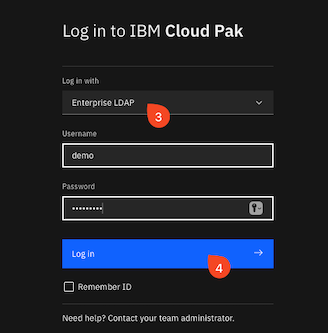 Log in to IBM Cloud Pak
Log in with
Enterprise LDAP
3
Username
demo
Password
•••••••••
Log in
4
Remember ID
Need help? Contact your team administrator.